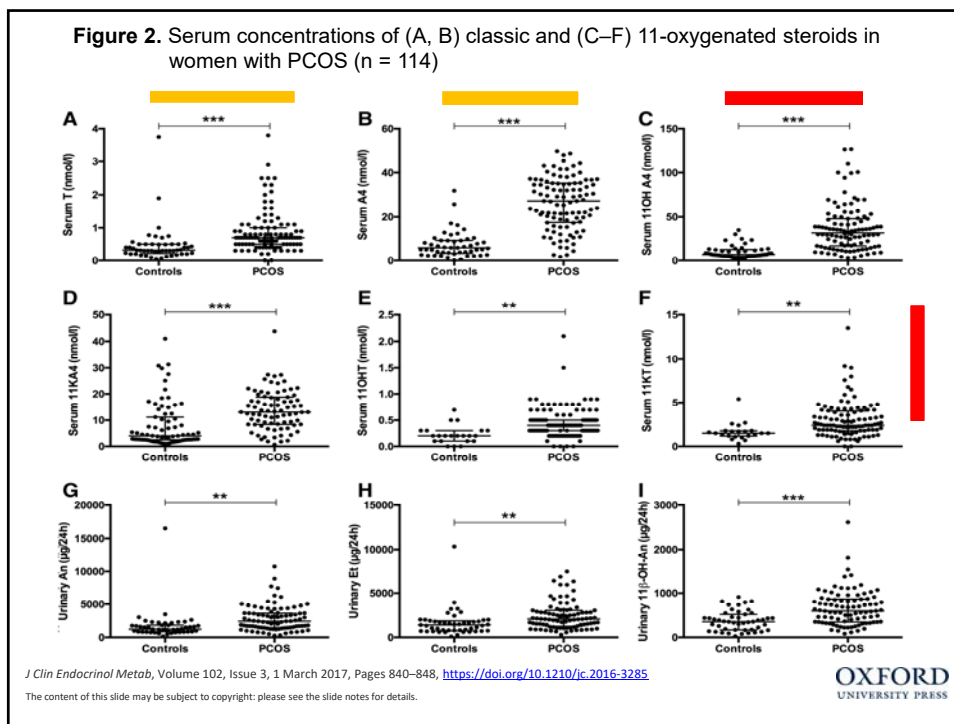 Figure 2. Serum concentrations of (A, B) classic and (C–F) 11-oxygenated steroids in
women with PCOS (n = 114)
A
***
Serum T (nmol/l)
4
3
2
1
0
Controls
PCOS
B
***
Serum A4 (nmol/l)
60
40
20
0
Controls
PCOS
C
***
Serum 11OH A4 (nmol/l)
150
100
50
0
Controls
PCOS
D
***
Serum 11KA4 (nmol/l)
50
40
30
20
10
0
Controls
PCOS
E
**
Serum 11OHT (nmol/l)
2.5
2.0
1.5
1.0
0.5
0.0
Controls
PCOS
F
**
Serum 11KT (nmol/l)
15
10
5
0
Controls
PCOS
G
**
Urinary An (µg/24h)
20000
15000
10000
5000
0
Controls
PCOS
H
**
Urinary Et (µg/24h)
15000
10000
5000
0
Controls
PCOS
I
***
Urinary 11β-OH-An (µg/24h)
3000
2000
1000
0
Controls
PCOS
J Clin Endocrinol Metab, Volume 102, Issue 3, 1 March 2017, Pages 840–848, https://doi.org/10.1210/jc.2016-3285
The content of this slide may be subject to copyright: please see the slide notes for details.
OXFORD
UNIVERSITY PRESS